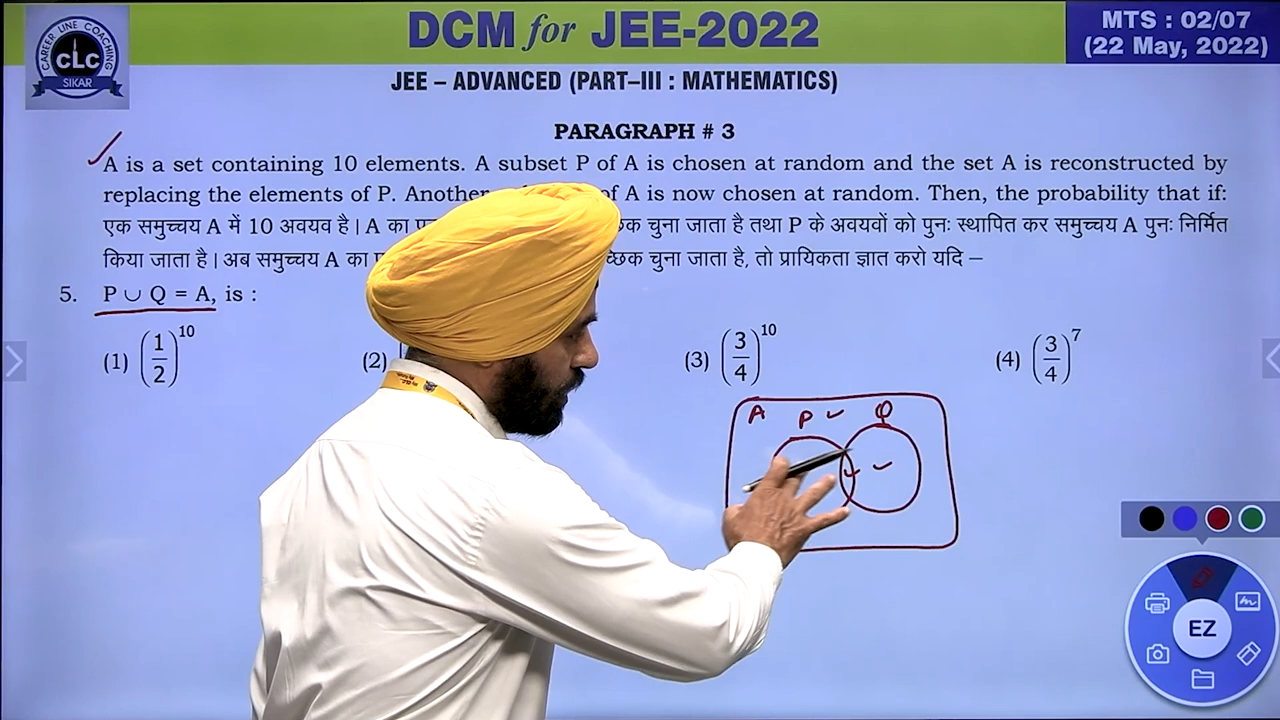 DCM for JEE-2022
MTS : 02/07
(22 May, 2022)
CAREER LINE COACHING
CLC
SIKAR
JEE – ADVANCED (PART–III : MATHEMATICS)
PARAGRAPH # 3
A is a set containing 10 elements. A subset P of A is chosen at random and the set A is reconstructed by
replacing the elements of P. Another of A is now chosen at random. Then, the probability that if:
एक समुच्चय A में 10 अवयव है। A का चुना जाता है तथा P के अवयवों को पुनः स्थापित कर समुच्चय A पुनः निर्मित
किया जाता है। अब समुच्चय A का चुना जाता है, तो प्रायिकता ज्ञात करो यदि –
5. P ∪ Q = A, is :
(1) (1/2)^10 (2) (3) (3/4)^10 (4) (3/4)^7
A P Q
EZ